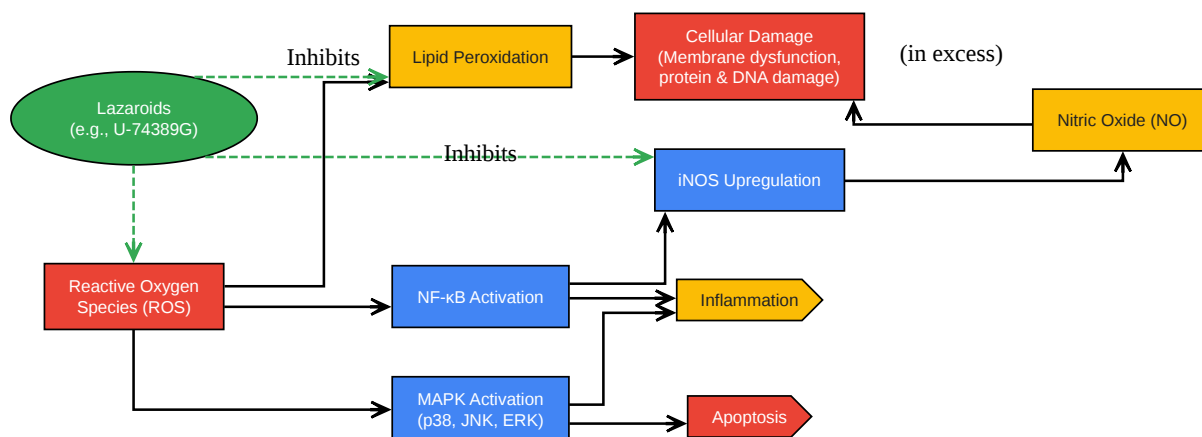 Inhibits
Lipid Peroxidation
Cellular Damage
(Membrane dysfunction,
protein & DNA damage)
(in excess)
Lazaroids
(e.g., U-74389G)
Nitric Oxide (NO)
Inhibits
iNOS Upregulation
Reactive Oxygen
Species (ROS)
NF-κB Activation
Inflammation
MAPK Activation
(p38, JNK, ERK)
Apoptosis